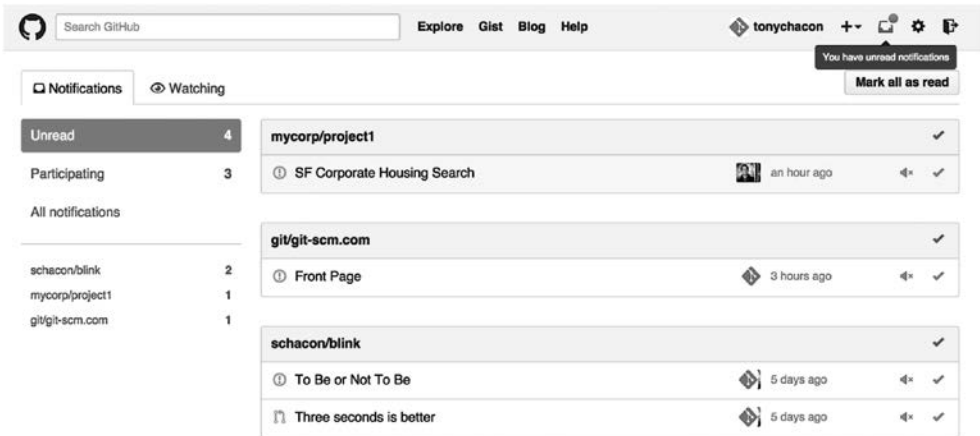 Search GitHub Explore Gist Blog Help tonychacon
You have unread notifications
Notifications Watching Mark all as read
Unread 4
Participating 3
All notifications
schacon/blink 2
mycorp/project1 1
git/git-scm.com 1
mycorp/project1
SF Corporate Housing Search an hour ago
git/git-scm.com
Front Page 3 hours ago
schacon/blink
To Be or Not To Be 5 days ago
Three seconds is better 5 days ago